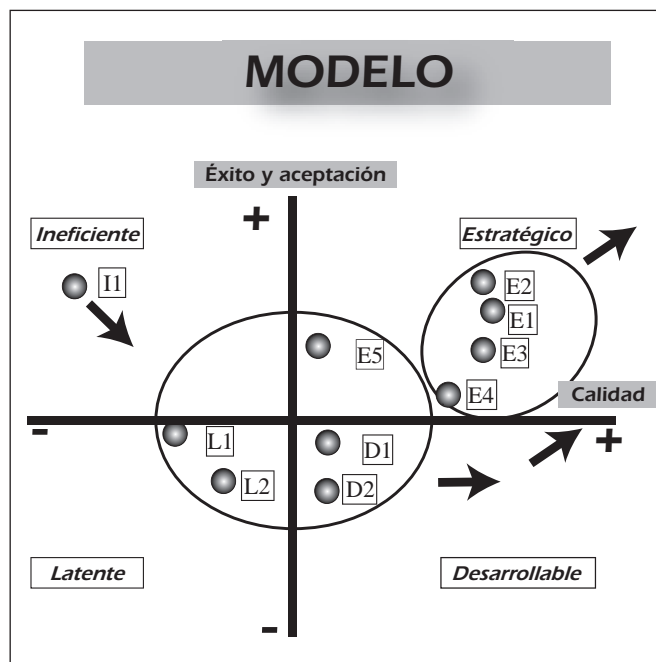 MODELO
Éxito y aceptación
+
Ineficiente
Estratégico
I1
E2
E1
E3
E5
E4
Calidad
-
+
L1
D1
L2
D2
Latente
Desarrollable
-